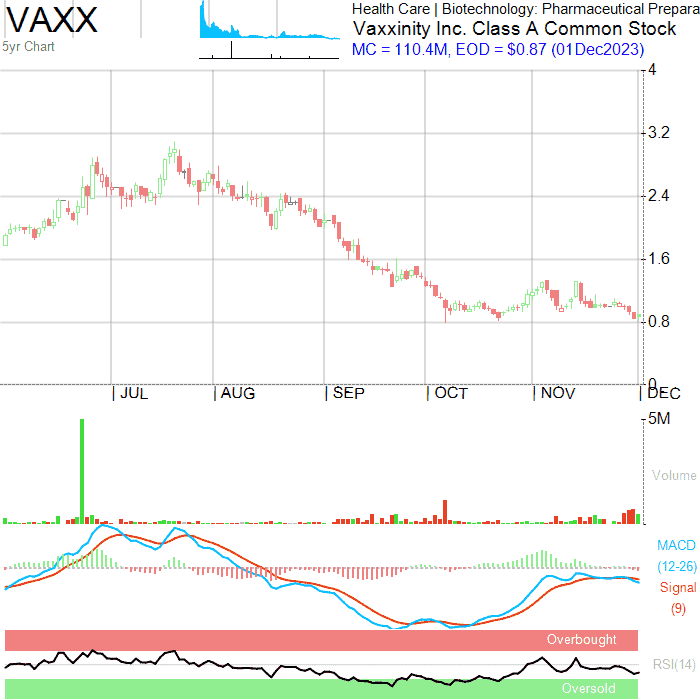 VAXX
5yr Chart
Health Care | Biotechnology: Pharmaceutical Prepara
Vaxxinity Inc. Class A Common Stock
MC = 110.4M, EOD = $0.87 (01Dec2023)
4
3.2
2.4
1.6
0.8
0
JUL
AUG
SEP
OCT
NOV
DEC
5M
Volume
MACD
(12-26)
Signal
(9)
Overbought
RSI(14)
Oversold